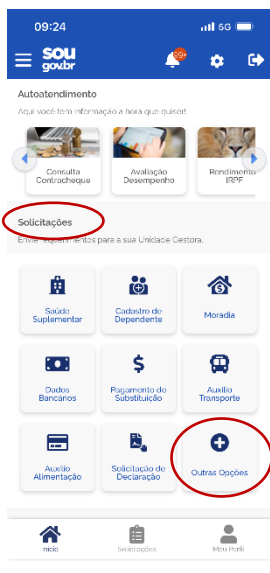 09:24
5G
sou
gov.br
99+
Autoatendimento
Aqui você tem informação a hora que quiser!
Consulta
Contracheque
Avaliação
Desempenho
Rendimento
IRPF
Solicitações
Envie requerimentos para a sua Unidade Gestora.
Saúde
Suplementar
Cadastro de
Dependente
Moradia
Dados
Bancários
Pagamento de
Substituição
Auxílio
Transporte
Auxílio
Alimentação
Solicitação de
Declaração
Outras Opções
Início
Solicitações
Meu Perfil